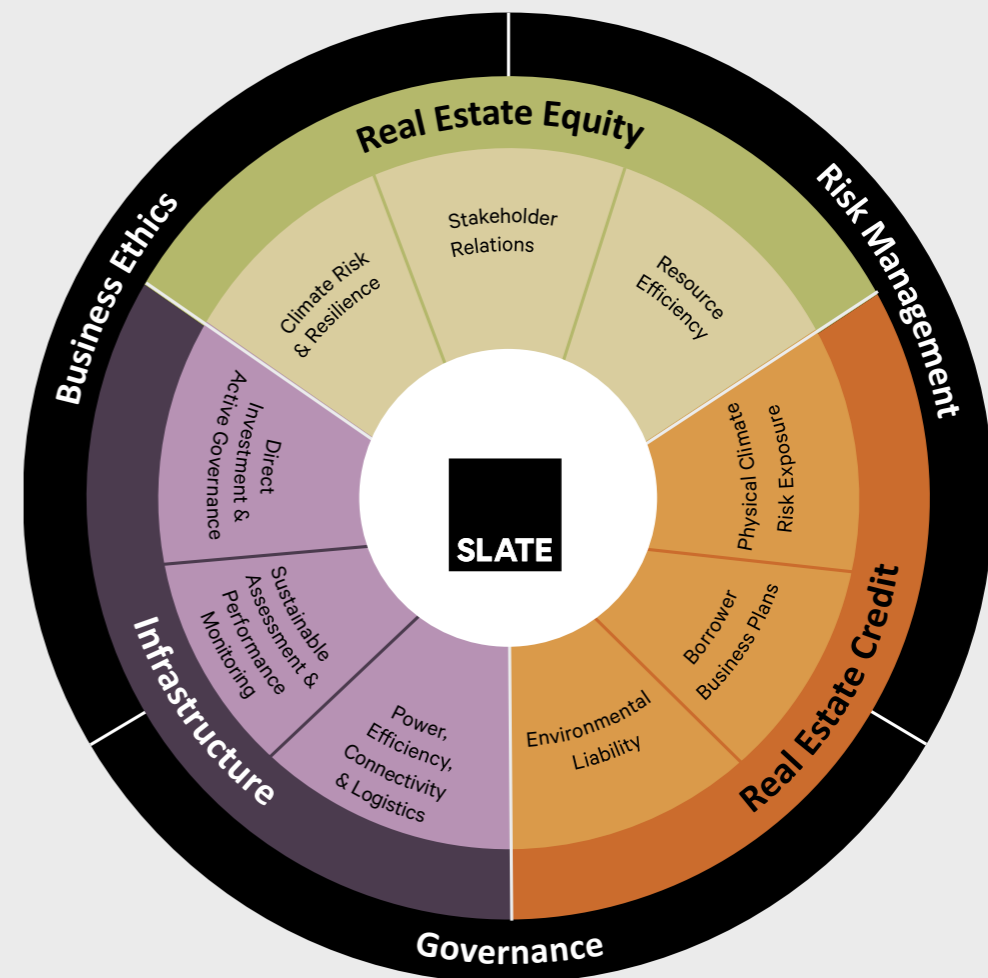 Business Ethics
Risk Management
Governance
Real Estate Equity
Climate Risk
& Resilience
Stakeholder
Relations
Resource
Efficiency
Real Estate Credit
Physical Climate
Risk Exposure
Borrower
Business Plans
Environmental
Liability
Infrastructure
Direct
Investment &
Active Governance
Sustainable
Assessment &
Performance
Monitoring
Power,
Efficiency,
Connectivity
& Logistics
SLATE